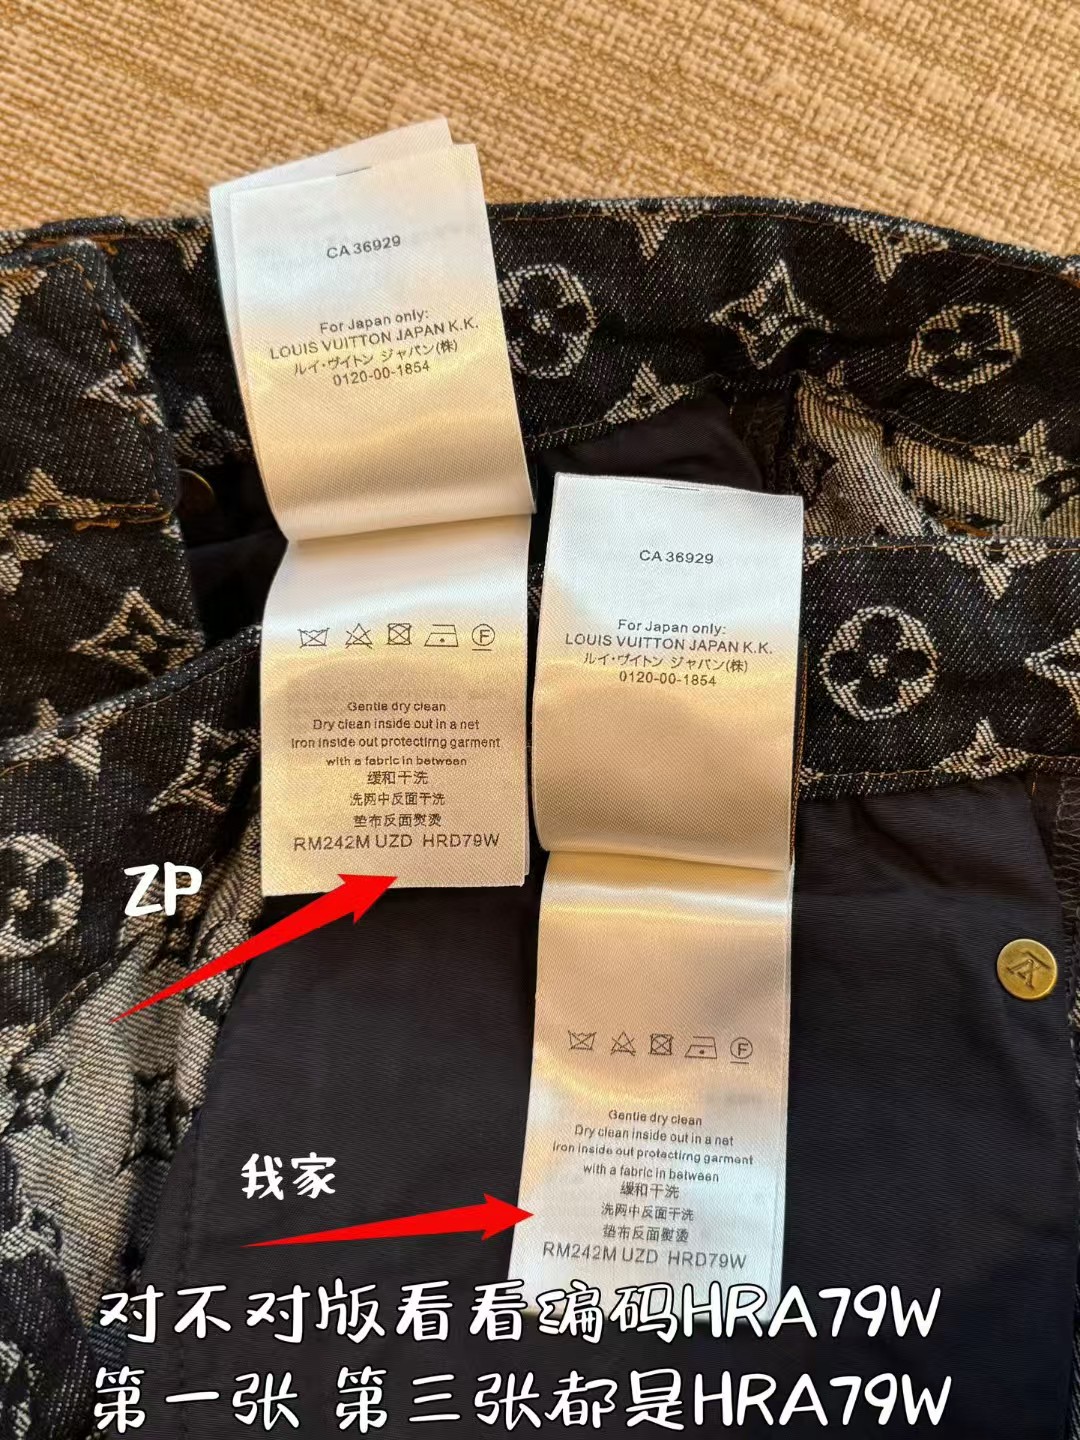 CA 36929
For Japan only:
LOUIS VUITTON JAPAN K.K.
ルイ・ヴィトン ジャパン(株)
0120-00-1854
Gentle dry clean
Dry clean inside out in a net
Iron inside out protectirng garment
with a fabric in between
缓和干洗
洗网中反面干洗
垫布反面熨烫
RM242M UZD HRD79W
ZP
CA 36929
For Japan only:
LOUIS VUITTON JAPAN K.K.
ルイ・ヴィトン ジャパン(株)
0120-00-1854
F
Gentle dry clean
Dry clean inside out in a net
Iron inside out protectirng garment
with a fabric in between
缓和干洗
洗网中反面干洗
垫布反面熨烫
RM242M UZD HRD79W
我家
对不对版看看编码HRA79W
第一张 第三张都是HRA79W